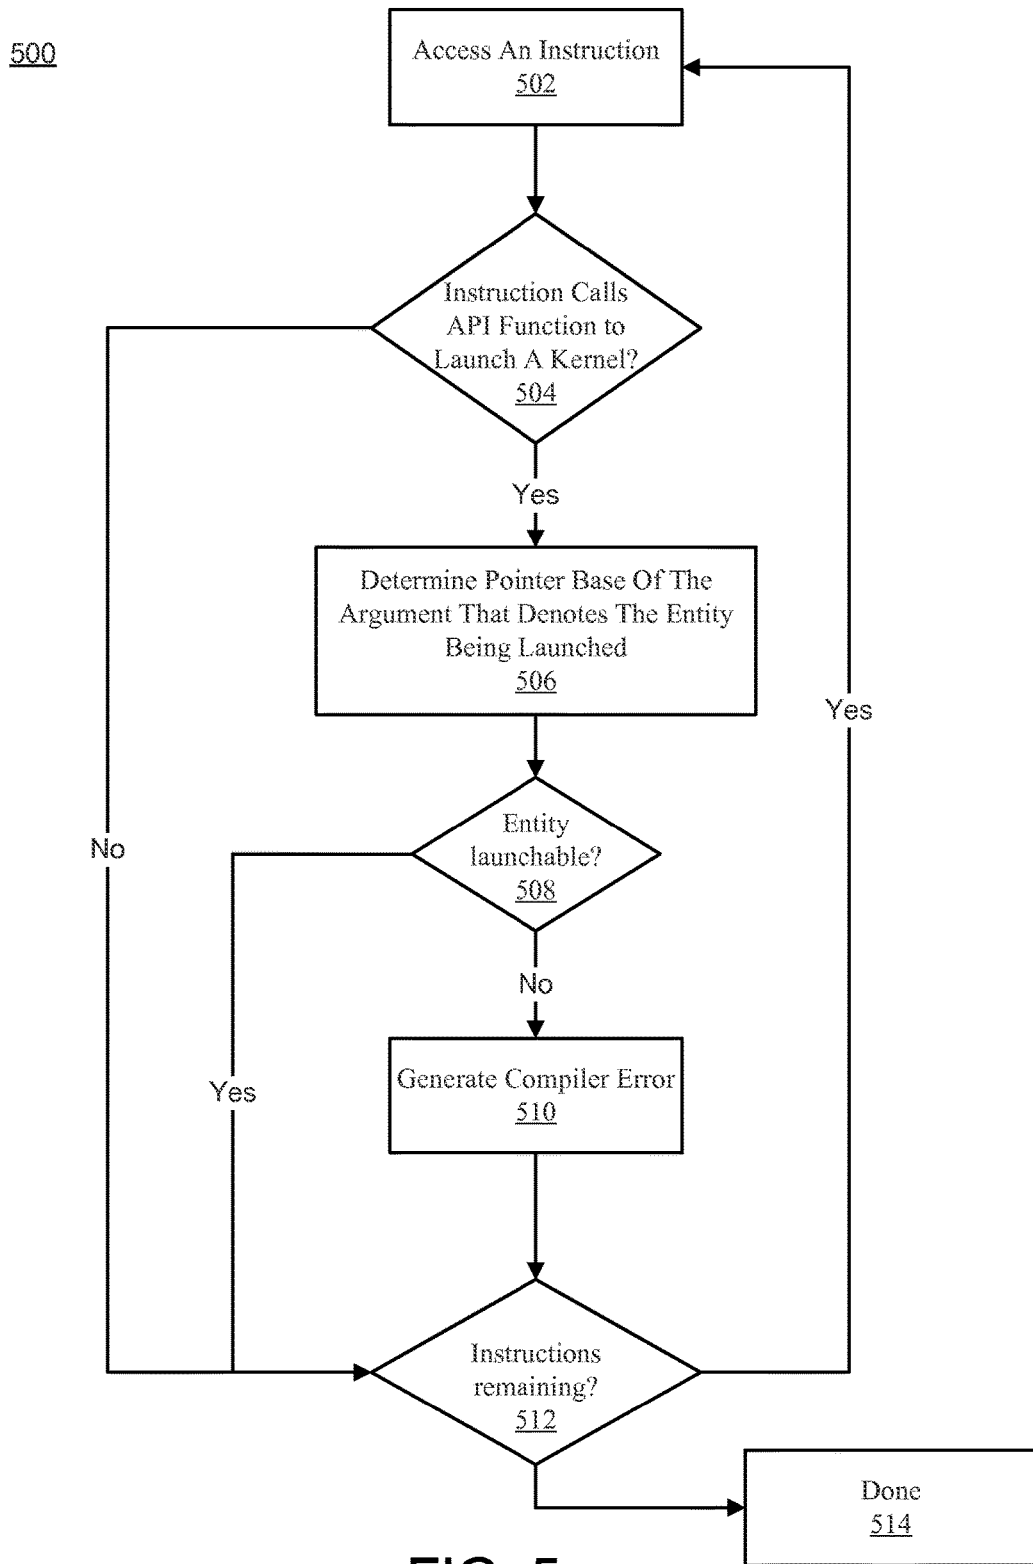 500
Access An Instruction
502
Instruction Calls
API Function to
Launch A Kernel?
504
Yes
Determine Pointer Base Of The
Argument That Denotes The Entity
Being Launched
506
Yes
No
Entity
launchable?
508
No
Yes
Generate Compiler Error
510
Instructions
remaining?
512
Done
514
FIG. 5